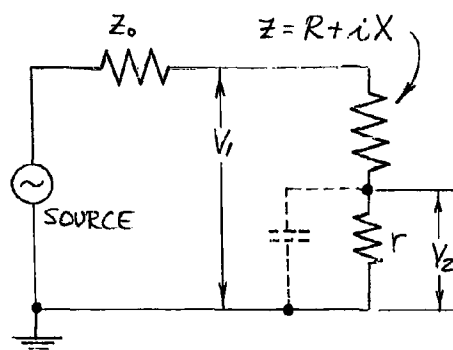 Z₀
z = R + iX
V₁
SOURCE
r
V₂